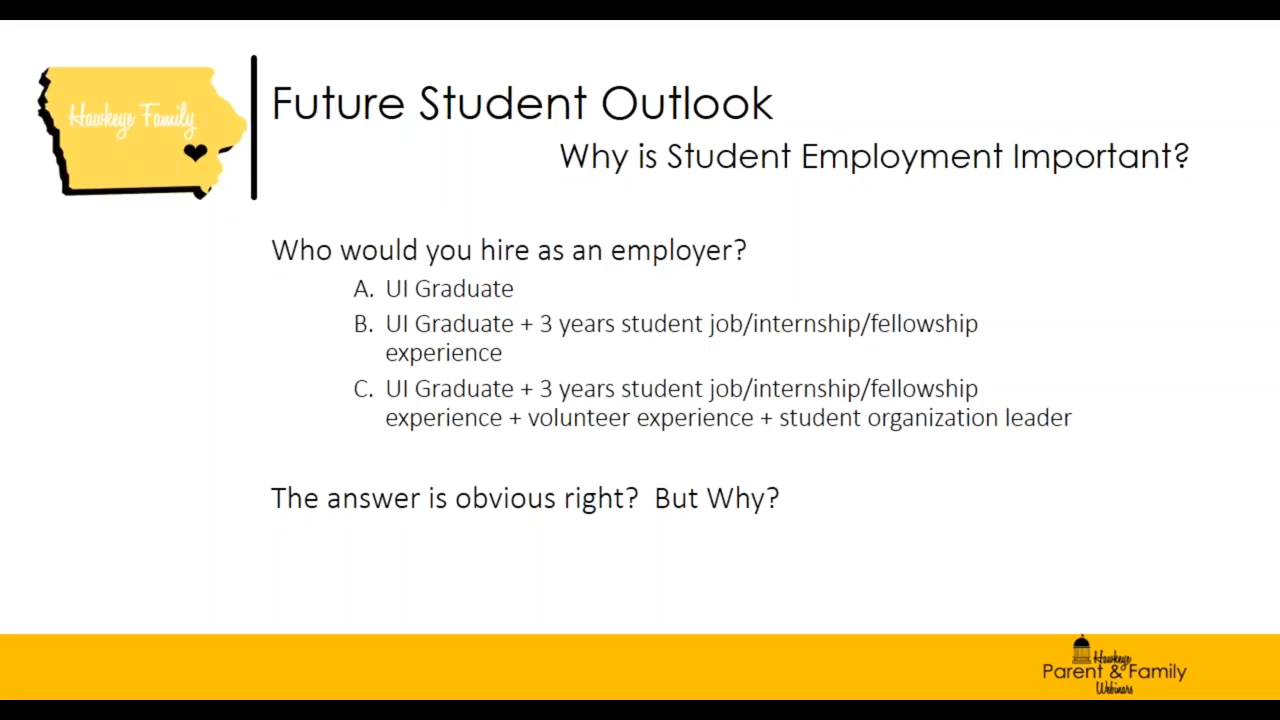 Hawkeye Family
Future Student Outlook
Why is Student Employment Important?
Who would you hire as an employer?
A. UI Graduate
B. UI Graduate + 3 years student job/internship/fellowship
experience
C. UI Graduate + 3 years student job/internship/fellowship
experience + volunteer experience + student organization leader
The answer is obvious right? But Why?
Hawkeye
Parent & Family
Webinars